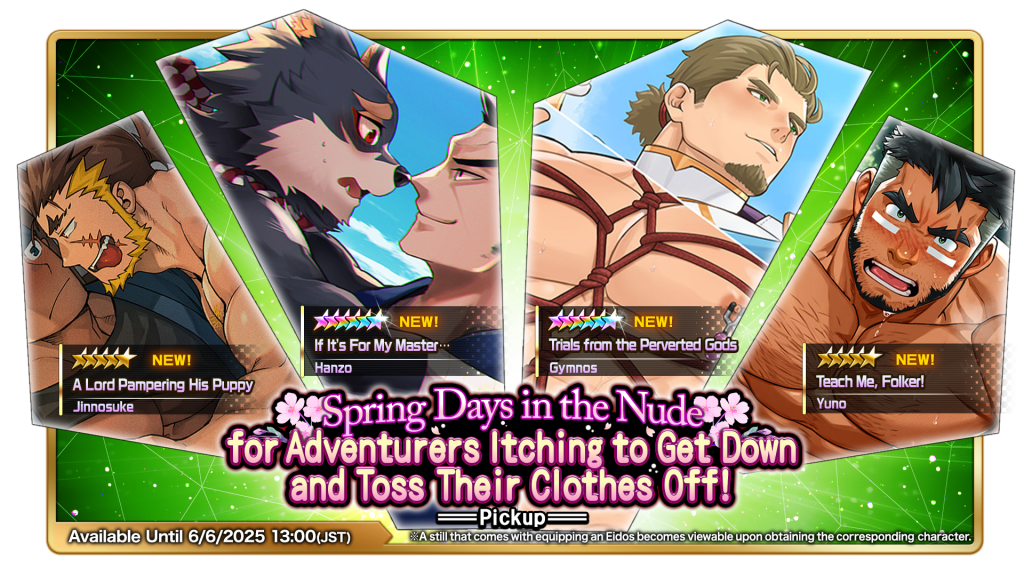 NEW!
If It's For My Master…
Hanzo
NEW!
Trials from the Perverted Gods
Gymnos
NEW!
A Lord Pampering His Puppy
Jinnosuke
NEW!
Teach Me, Folker!
Yuno
Spring Days in the Nude
for Adventurers Itching to Get Down
and Toss Their Clothes Off!
Pickup
Available Until 6/6/2025 13:00(JST)
※A still that comes with equipping an Eidos becomes viewable upon obtaining the corresponding character.